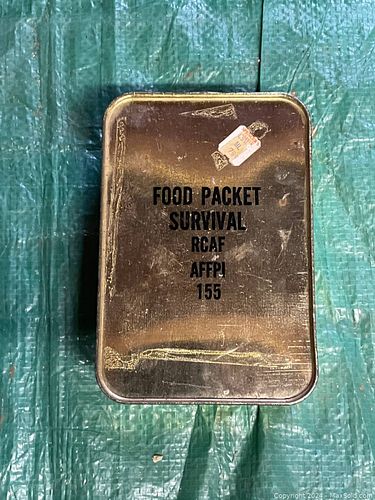 FOOD PACKET
SURVIVAL
RCAF
AFFPI
155
Copyright 2024 - MaxSold.com